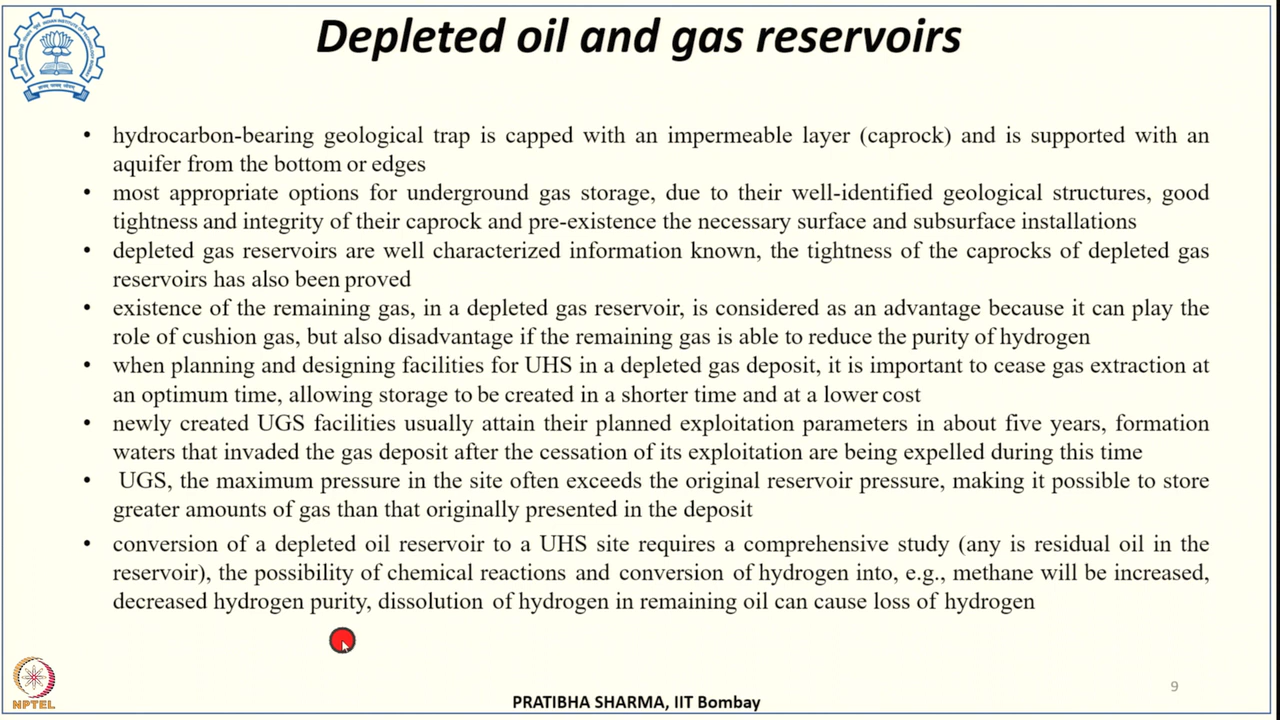 Depleted oil and gas reservoirs
• hydrocarbon-bearing geological trap is capped with an impermeable layer (caprock) and is supported with an
aquifer from the bottom or edges
• most appropriate options for underground gas storage, due to their well-identified geological structures, good
tightness and integrity of their caprock and pre-existence the necessary surface and subsurface installations
• depleted gas reservoirs are well characterized information known, the tightness of the caprocks of depleted gas
reservoirs has also been proved
• existence of the remaining gas, in a depleted gas reservoir, is considered as an advantage because it can play the
role of cushion gas, but also disadvantage if the remaining gas is able to reduce the purity of hydrogen
• when planning and designing facilities for UHS in a depleted gas deposit, it is important to cease gas extraction at
an optimum time, allowing storage to be created in a shorter time and at a lower cost
• newly created UGS facilities usually attain their planned exploitation parameters in about five years, formation
waters that invaded the gas deposit after the cessation of its exploitation are being expelled during this time
• UGS, the maximum pressure in the site often exceeds the original reservoir pressure, making it possible to store
greater amounts of gas than that originally presented in the deposit
• conversion of a depleted oil reservoir to a UHS site requires a comprehensive study (any is residual oil in the
reservoir), the possibility of chemical reactions and conversion of hydrogen into, e.g., methane will be increased,
decreased hydrogen purity, dissolution of hydrogen in remaining oil can cause loss of hydrogen
NPTEL
PRATIBHA SHARMA, IIT Bombay
9